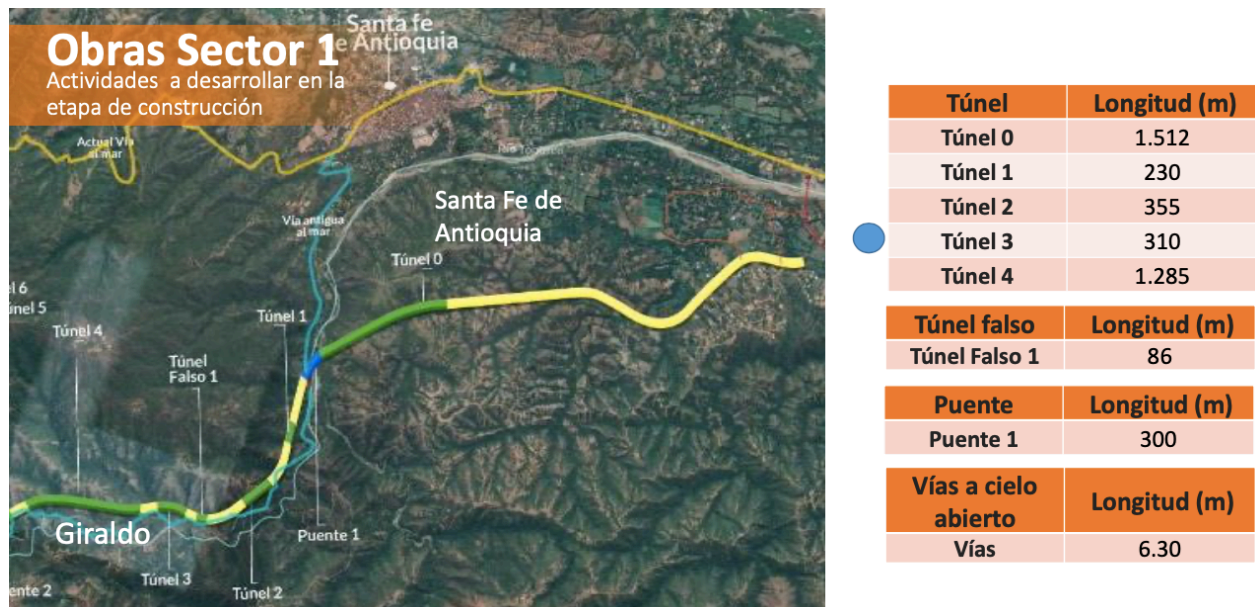 Obras Sector 1
Actividades a desarrollar en la
etapa de construcción
Santa fe
de Antioquia
Actual Vía
al mar
Río Tonusco
Vía antigua
al mar
Santa Fe de
Antioquia
Túnel 0
el 6
únel 5
Túnel 4
Túnel 1
Túnel
Falso 1
Giraldo
Puente 1
Túnel 3
Túnel 2
ente 2
Túnel Longitud (m)
Túnel 0 1.512
Túnel 1 230
Túnel 2 355
Túnel 3 310
Túnel 4 1.285
Túnel falso Longitud (m)
Túnel Falso 1 86
Puente Longitud (m)
Puente 1 300
Vías a cielo
abierto Longitud (m)
Vías 6.30